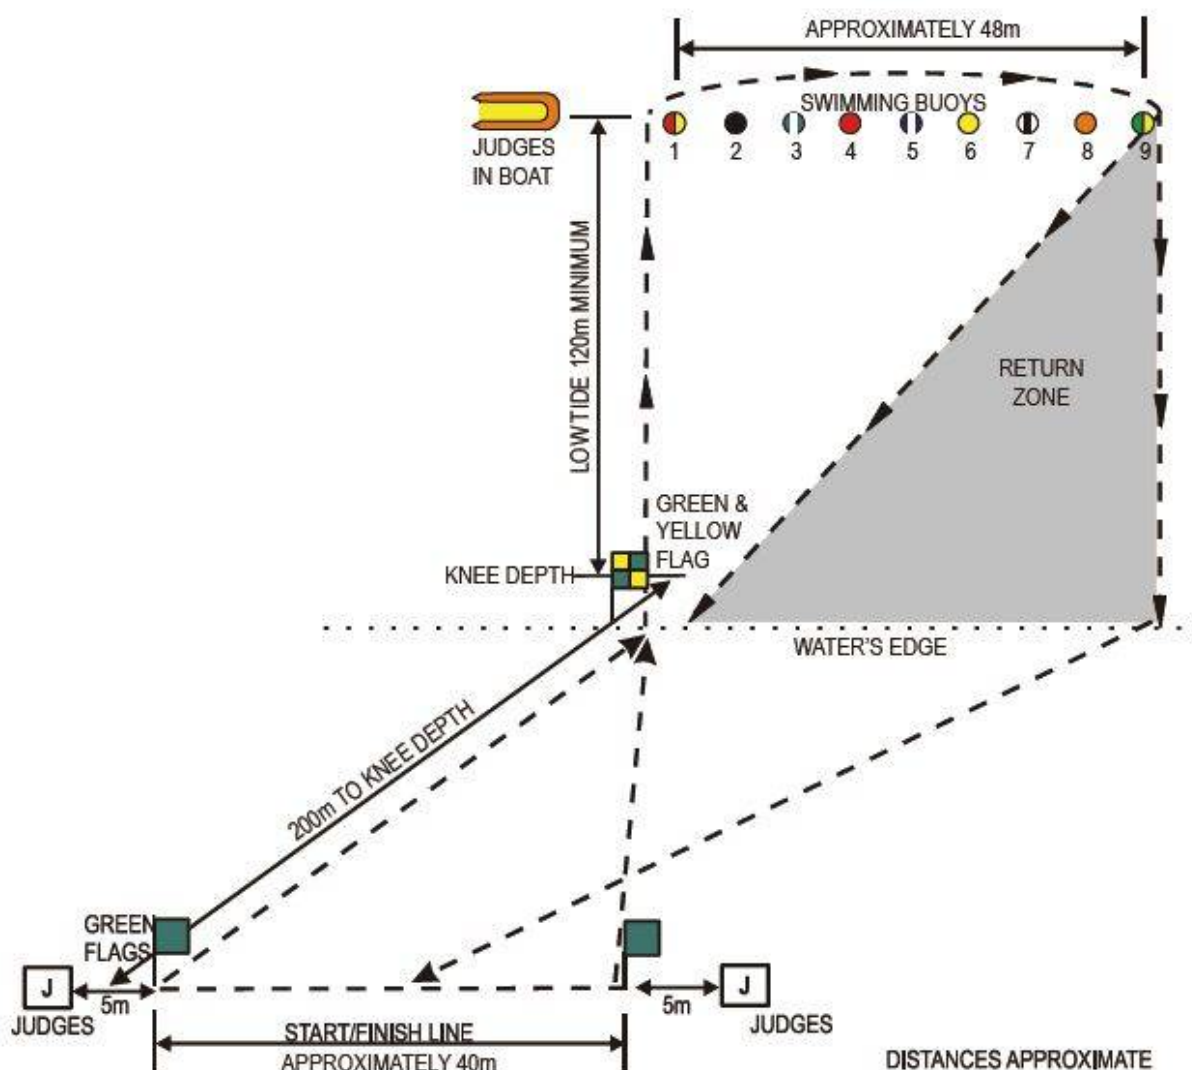 APPROXIMATELY 48m
SWIMMING BUOYS
1 2 3 4 5 6 7 8 9
JUDGES
IN BOAT
LOW TIDE 120m MINIMUM
RETURN
ZONE
GREEN &
YELLOW
FLAG
KNEE DEPTH
WATER'S EDGE
200m TO KNEE DEPTH
GREEN
FLAGS
J
5m
JUDGES
J
5m
JUDGES
START/FINISH LINE
APPROXIMATELY 40m
DISTANCES APPROXIMATE